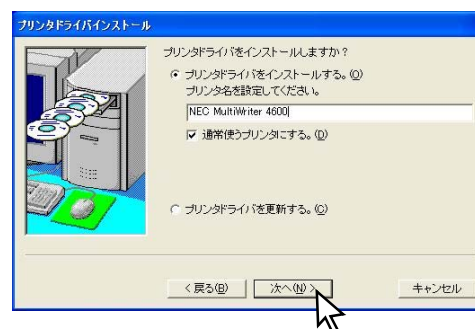 プリンタドライバインストール
プリンタドライバをインストールしますか？
プリンタドライバをインストールする。(O)
プリンタ名を設定してください。
NEC MultiWriter 4600
通常使うプリンタにする。(D)
プリンタドライバを更新する。(C)
< 戻る(B)
次へ(N) >
キャンセル